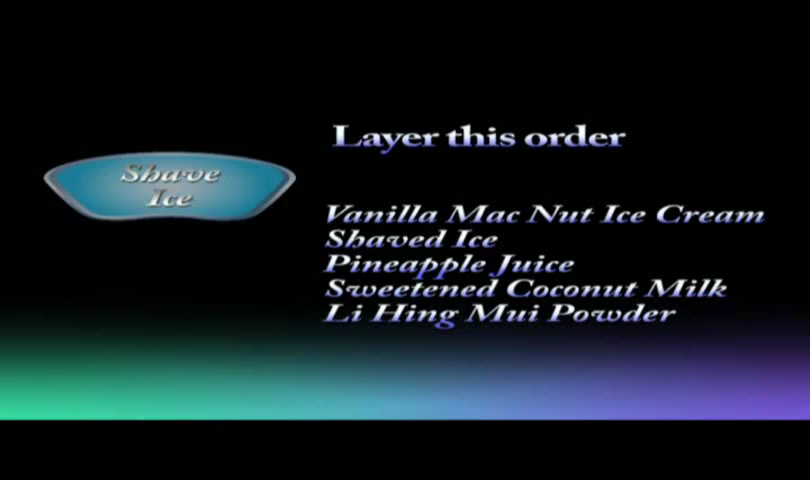 Shave
Ice
Layer this order
Vanilla Mac Nut Ice Cream
Shaved Ice
Pineapple Juice
Sweetened Coconut Milk
Li Hing Mui Powder